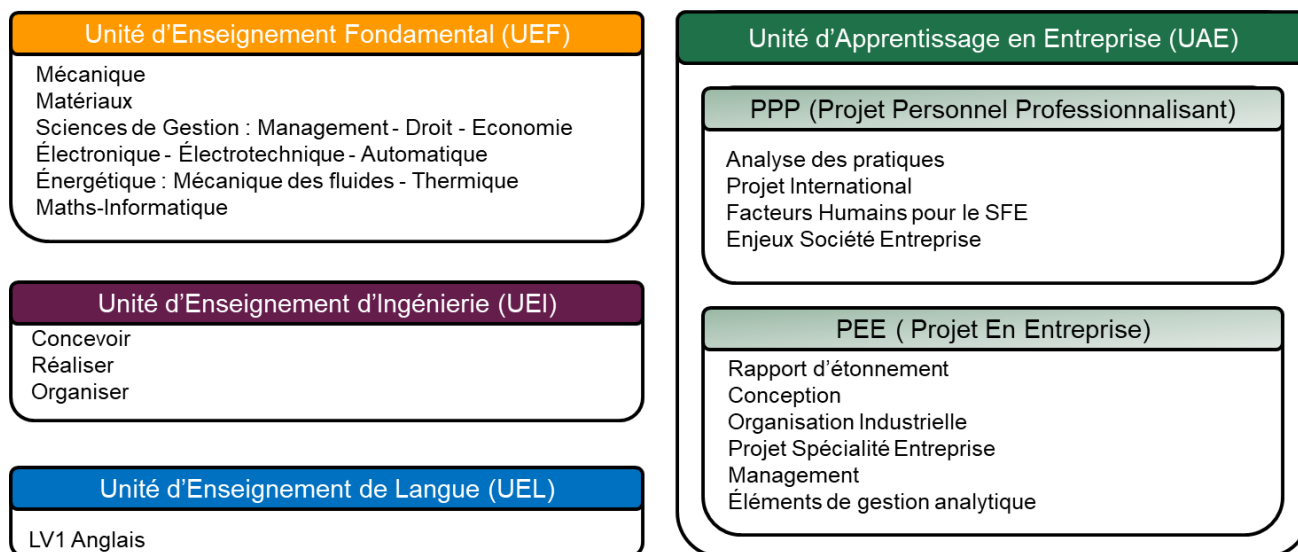 Unité d'Enseignement Fondamental (UEF)
Mécanique
Matériaux
Sciences de Gestion : Management - Droit - Economie
Électronique - Électrotechnique - Automatique
Énergétique : Mécanique des fluides - Thermique
Maths-Informatique
Unité d'Enseignement d'Ingénierie (UEI)
Concevoir
Réaliser
Organiser
Unité d'Enseignement de Langue (UEL)
LV1 Anglais
Unité d'Apprentissage en Entreprise (UAE)
PPP (Projet Personnel Professionnalisant)
Analyse des pratiques
Projet International
Facteurs Humains pour le SFE
Enjeux Société Entreprise
PEE ( Projet En Entreprise)
Rapport d'étonnement
Conception
Organisation Industrielle
Projet Spécialité Entreprise
Management
Éléments de gestion analytique